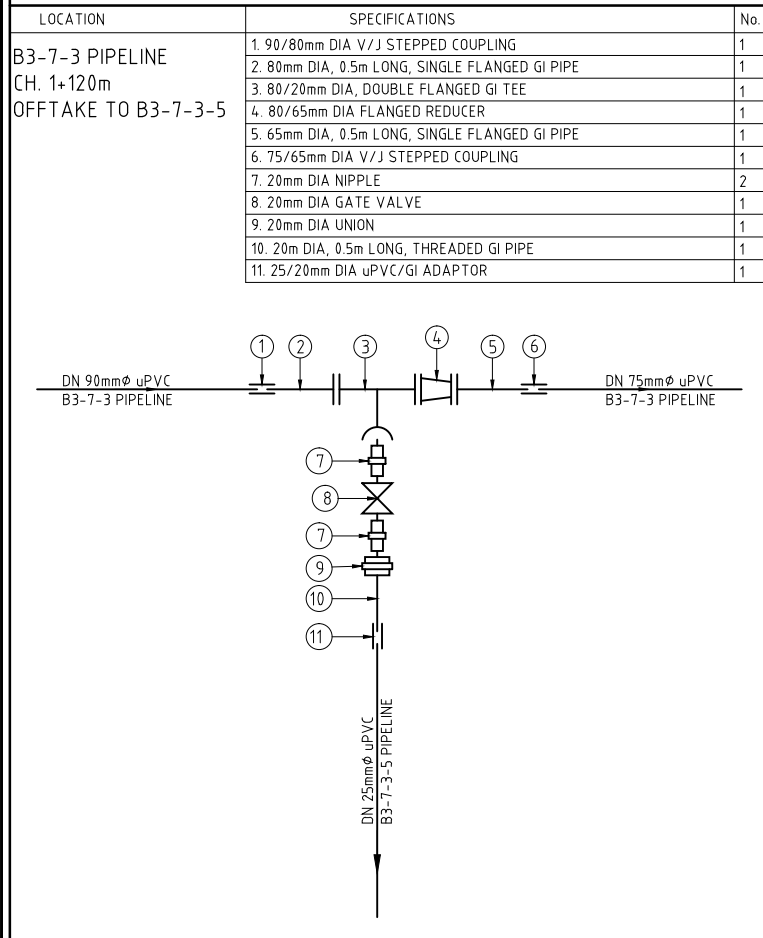 LOCATION SPECIFICATIONS No.
B3-7-3 PIPELINE
CH. 1+120m
OFFTAKE TO B3-7-3-5
1. 90/80mm DIA V/J STEPPED COUPLING 1
2. 80mm DIA, 0.5m LONG, SINGLE FLANGED GI PIPE 1
3. 80/20mm DIA, DOUBLE FLANGED GI TEE 1
4. 80/65mm DIA FLANGED REDUCER 1
5. 65mm DIA, 0.5m LONG, SINGLE FLANGED GI PIPE 1
6. 75/65mm DIA V/J STEPPED COUPLING 1
7. 20mm DIA NIPPLE 2
8. 20mm DIA GATE VALVE 1
9. 20mm DIA UNION 1
10. 20m DIA, 0.5m LONG, THREADED GI PIPE 1
11. 25/20mm DIA uPVC/GI ADAPTOR 1
1 2 3 4 5 6
DN 90mmϕ uPVC
B3-7-3 PIPELINE
DN 75mmϕ uPVC
B3-7-3 PIPELINE
7
8
7
9
10
11
DN 25mmϕ uPVC
B3-7-3-5 PIPELINE